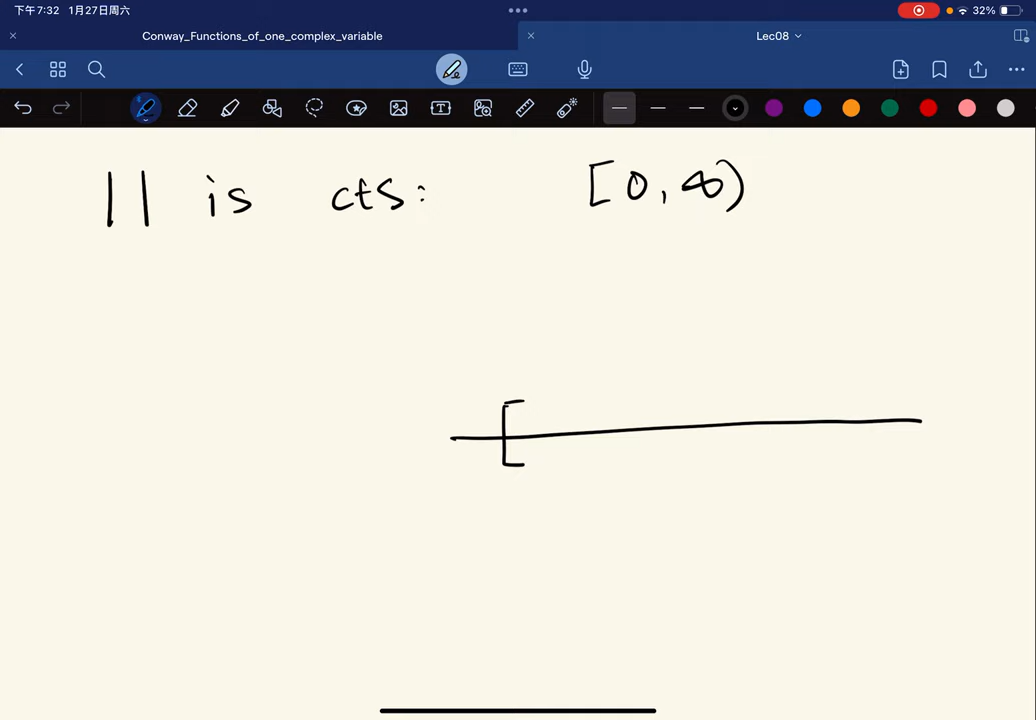 下午7:32 1月27日周六
32%
Conway_Functions_of_one_complex_variable
Lec08
|| is cts: [0, ∞)